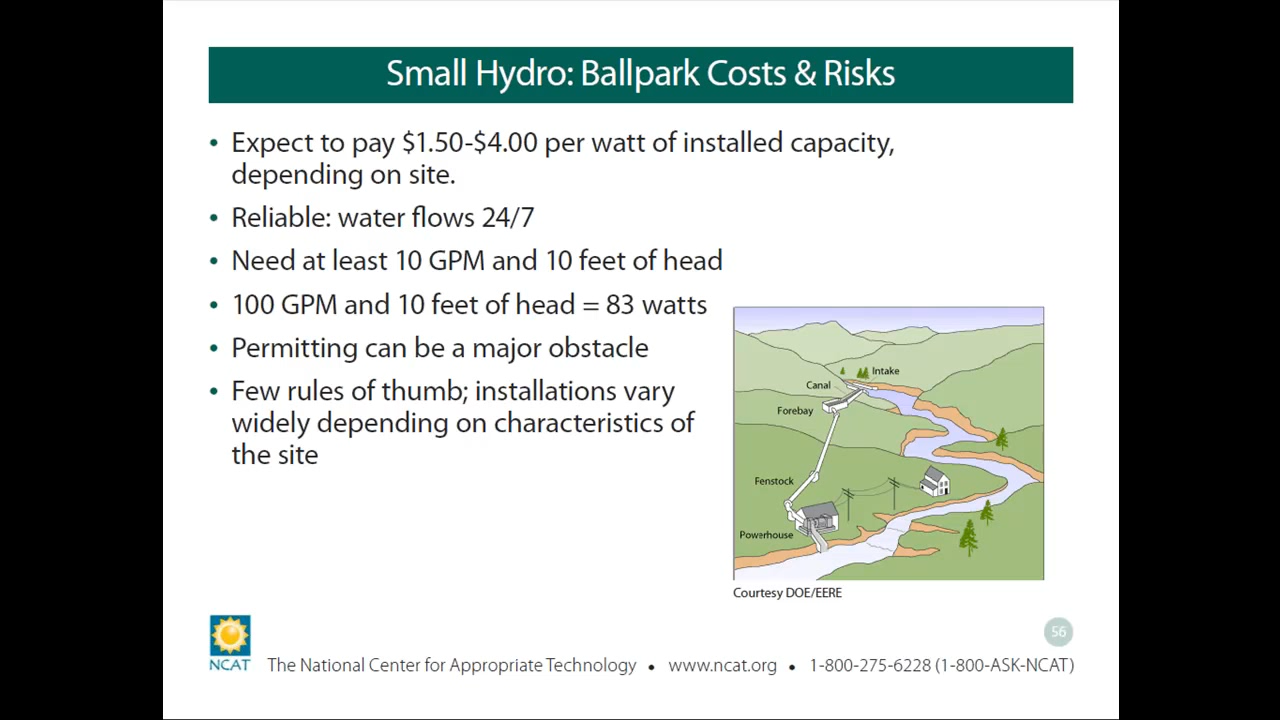 Small Hydro: Ballpark Costs & Risks
• Expect to pay $1.50-$4.00 per watt of installed capacity,
depending on site.
• Reliable: water flows 24/7
• Need at least 10 GPM and 10 feet of head
• 100 GPM and 10 feet of head = 83 watts
• Permitting can be a major obstacle
• Few rules of thumb; installations vary
widely depending on characteristics of
the site
Intake
Canal
Forebay
Fenstock
Powerhouse
Courtesy DOE/EERE
56
NCAT
The National Center for Appropriate Technology • www.ncat.org • 1-800-275-6228 (1-800-ASK-NCAT)